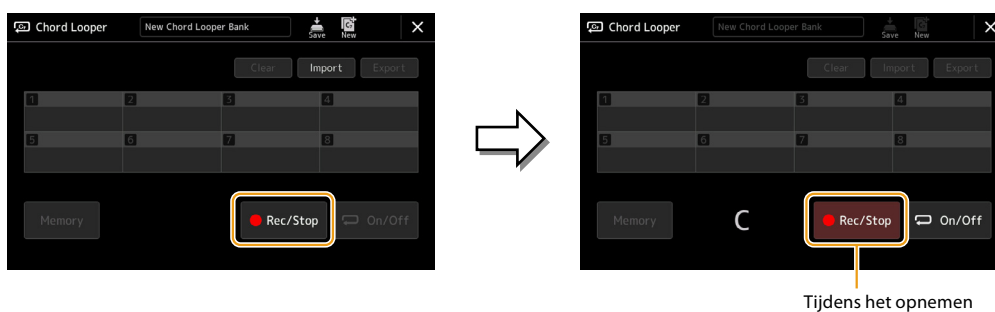 Chord Looper New Chord Looper Bank Save New
Clear Import Export
1 2 3 4
5 6 7 8
Memory Rec/Stop On/Off
Chord Looper New Chord Looper Bank Save New
Clear Import Export
1 2 3 4
5 6 7 8
Memory C Rec/Stop On/Off
Tijdens het opnemen